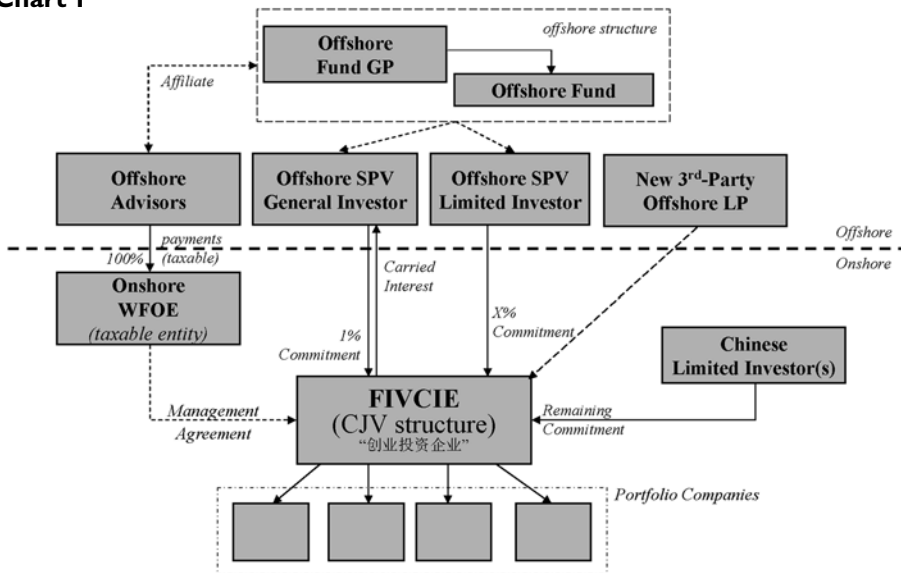 Chart 1
offshore structure
Offshore
Fund GP
Offshore Fund
Affiliate
Offshore
Advisors
Offshore SPV
General Investor
Offshore SPV
Limited Investor
New 3rd-Party
Offshore LP
Offshore
Onshore
payments
(taxable)
100%
Onshore
WFOE
(taxable entity)
Carried
Interest
1%
Commitment
X%
Commitment
Chinese
Limited Investor(s)
Management
Agreement
FIVCIE
(CJV structure)
“创业投资企业”
Remaining
Commitment
Portfolio Companies